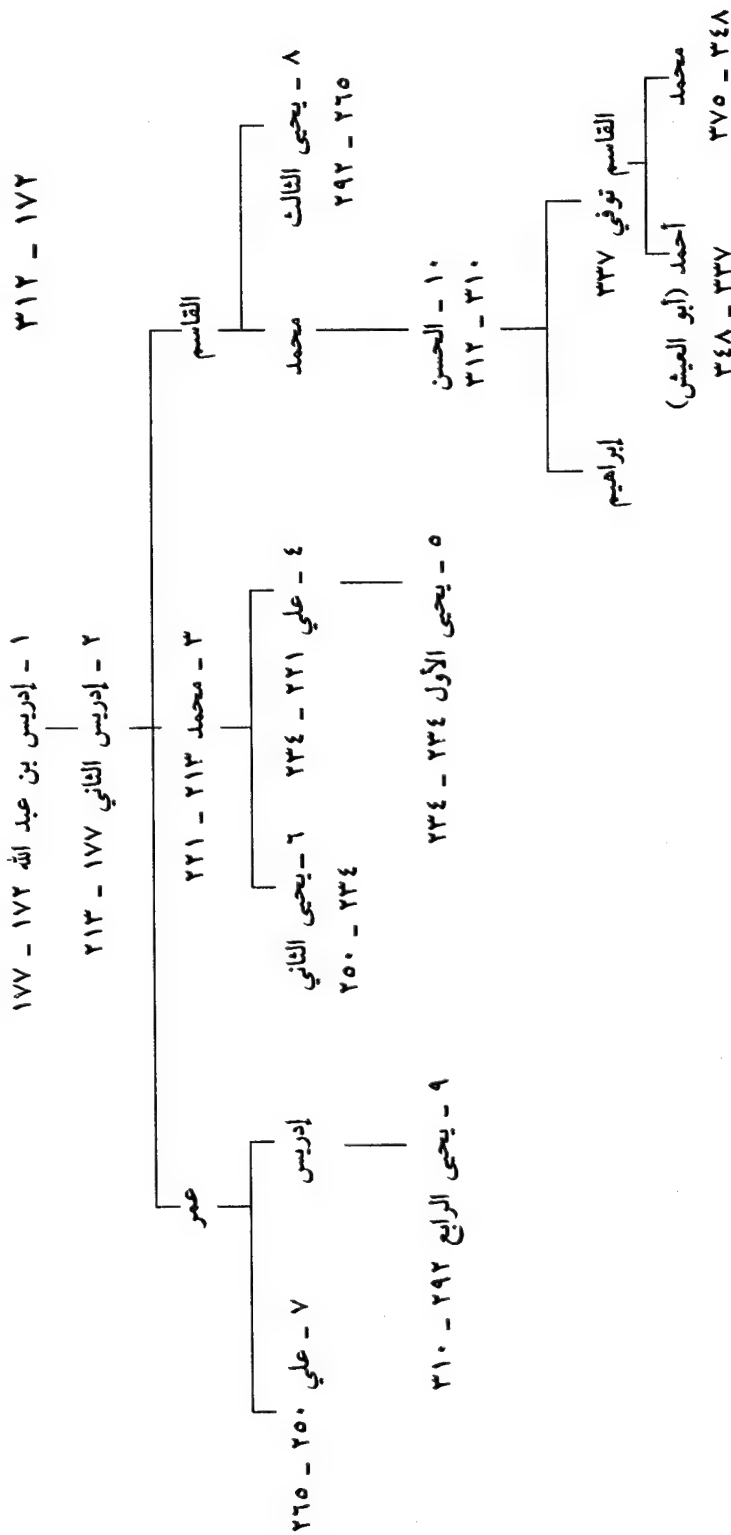 ١٧٢ - ٣١٢
١ - إدريس بن عبد الله ١٧٢ - ١٧٧
٢ - إدريس الثاني ١٧٧ - ٢١٣
القاسم
٣ - محمد ٢١٣ - ٢٢١
عمر
٨ - يحيى الثالث
٢٦٥ - ٢٩٢
محمد
٤ - علي ٢٢١ - ٢٣٤
٦ - يحيى الثاني
٢٣٤ - ٢٥٠
إدريس
٧ - علي ٢٥٠ - ٢٦٥
١٠ - الحسن
٣١٠ - ٣١٢
٥ - يحيى الأول ٢٣٤ - ٢٣٤
٩ - يحيى الرابع ٢٩٢ - ٣١٠
القاسم توفي ٣٣٧
إبراهيم
محمد
٣٤٨ - ٣٧٥
أحمد (أبو العيش)
٣٣٧ - ٣٤٨